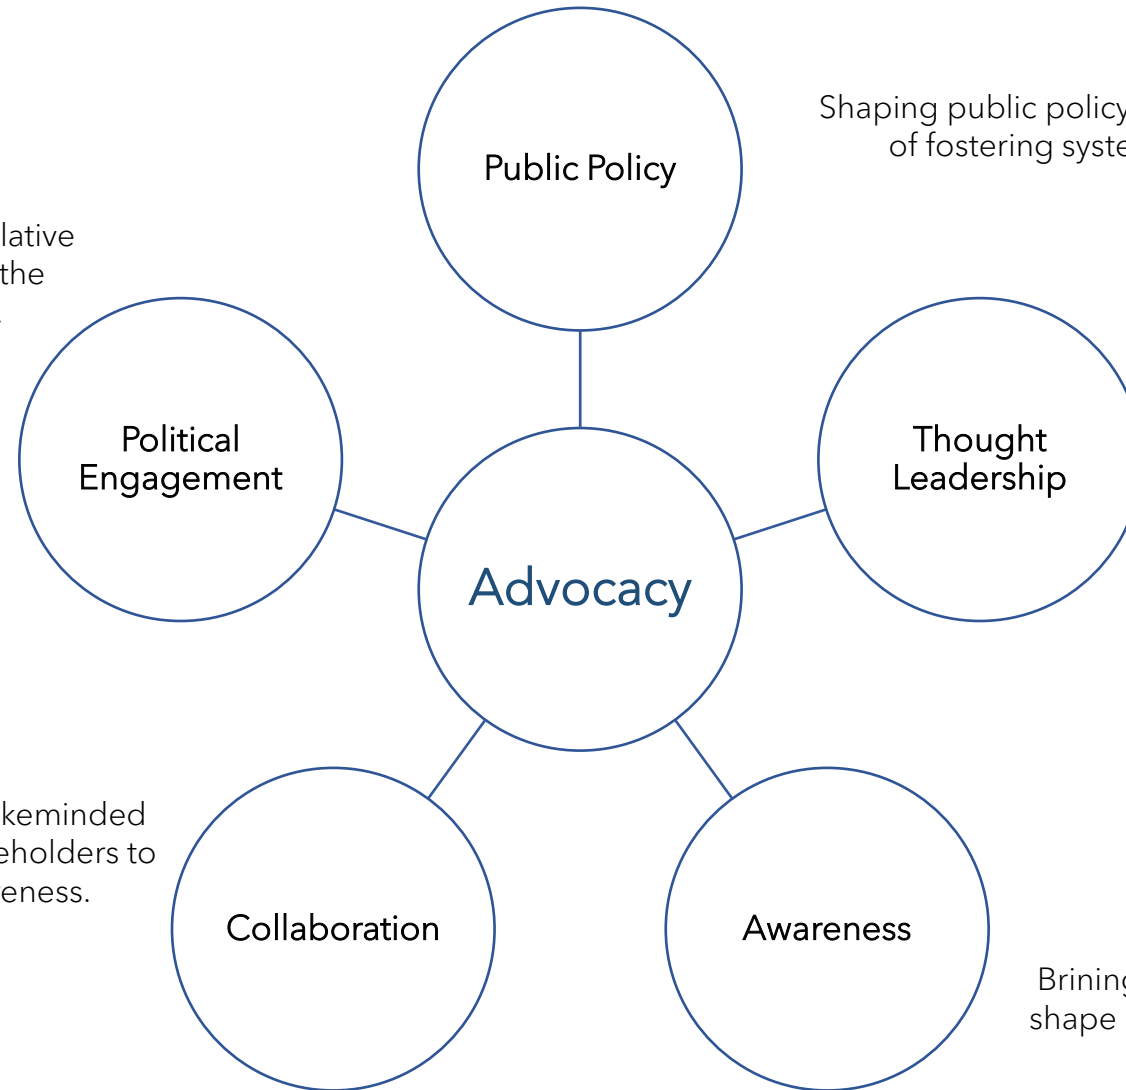 Public Policy
Shaping public policy
of fostering syste
lative
the
Political
Engagement
Thought
Leadership
Advocacy
keminded
eholders to
eness.
Collaboration
Awareness
Brining
shape